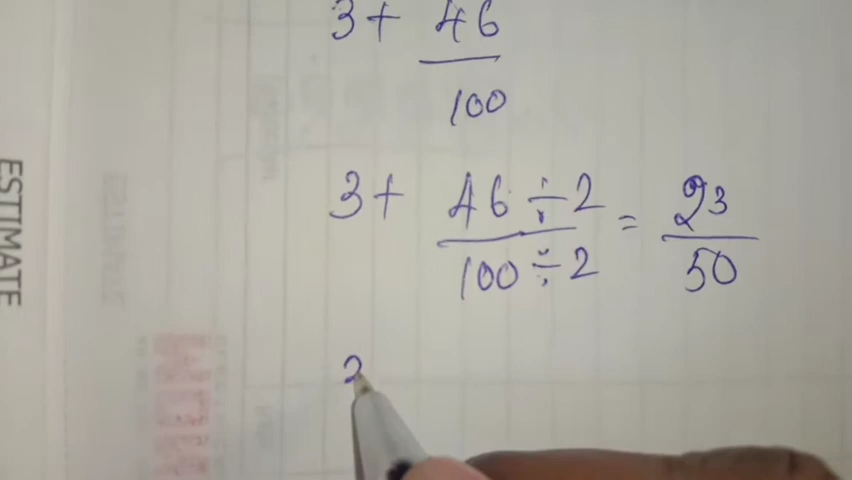 3 + 46/100
3 + 46 ÷ 2 / 100 ÷ 2 = 23/50
ESTIMATE